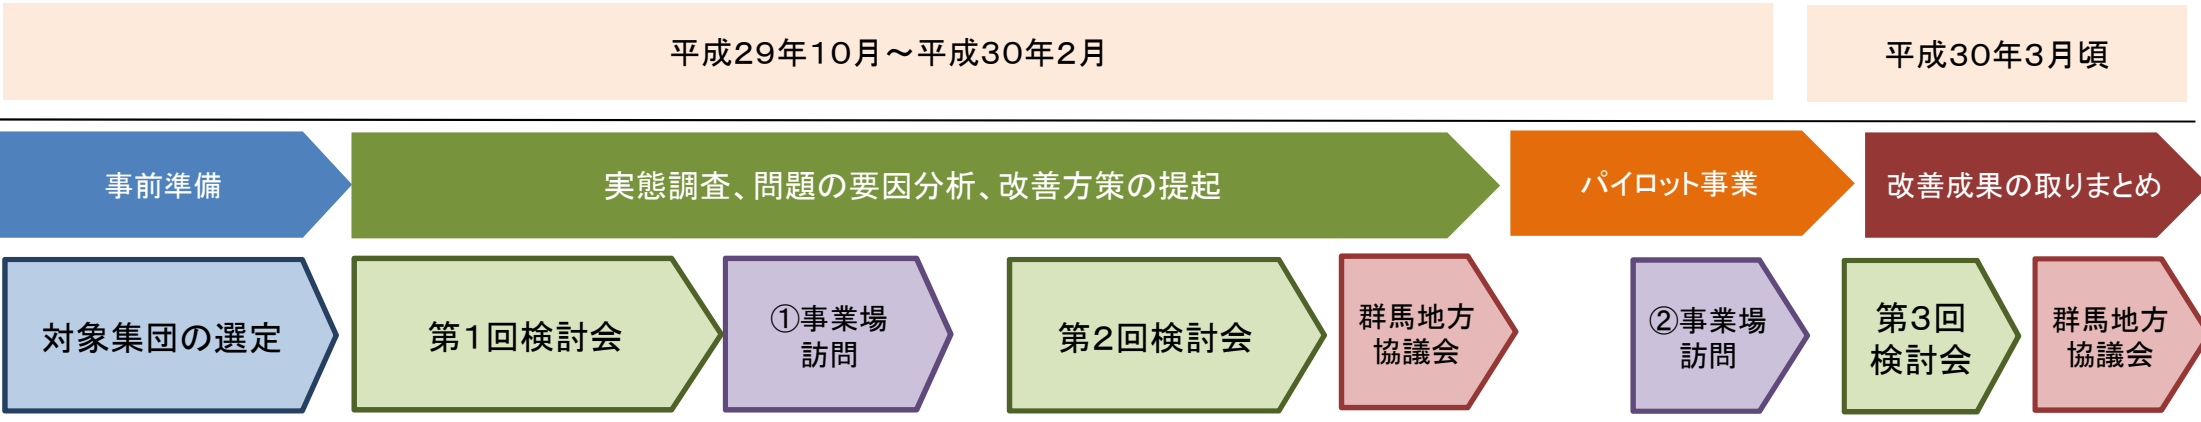 平成29年10月～平成30年2月
平成30年3月頃
事前準備
実態調査、問題の要因分析、改善方策の提起
パイロット事業
改善成果の取りまとめ
対象集団の選定
第1回検討会
①事業場
訪問
第2回検討会
群馬地方
協議会
②事業場
訪問
第3回
検討会
群馬地方
協議会